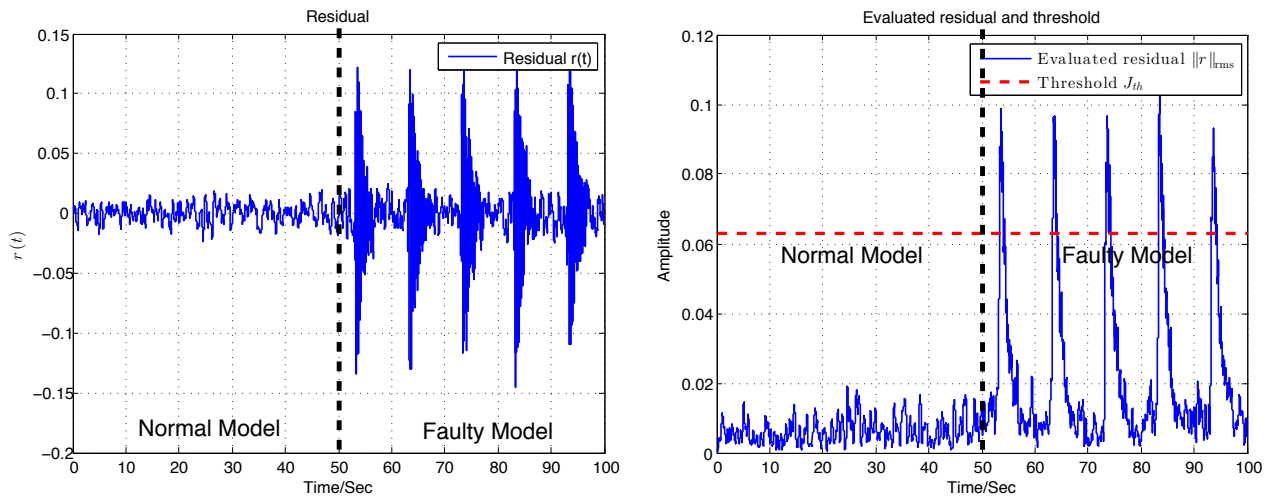 Residual
0.15
0.1
0.05
0
−0.05
−0.1
−0.15
−0.2
r(t)
Residual r(t)
Normal Model
Faulty Model
0 10 20 30 40 50 60 70 80 90 100
Time/Sec
Evaluated residual and threshold
0.12
0.1
0.08
0.06
0.04
0.02
0
Amplitude
Evaluated residual ‖r‖rms
Threshold Jth
Normal Model
Faulty Model
0 10 20 30 40 50 60 70 80 90 100
Time/Sec